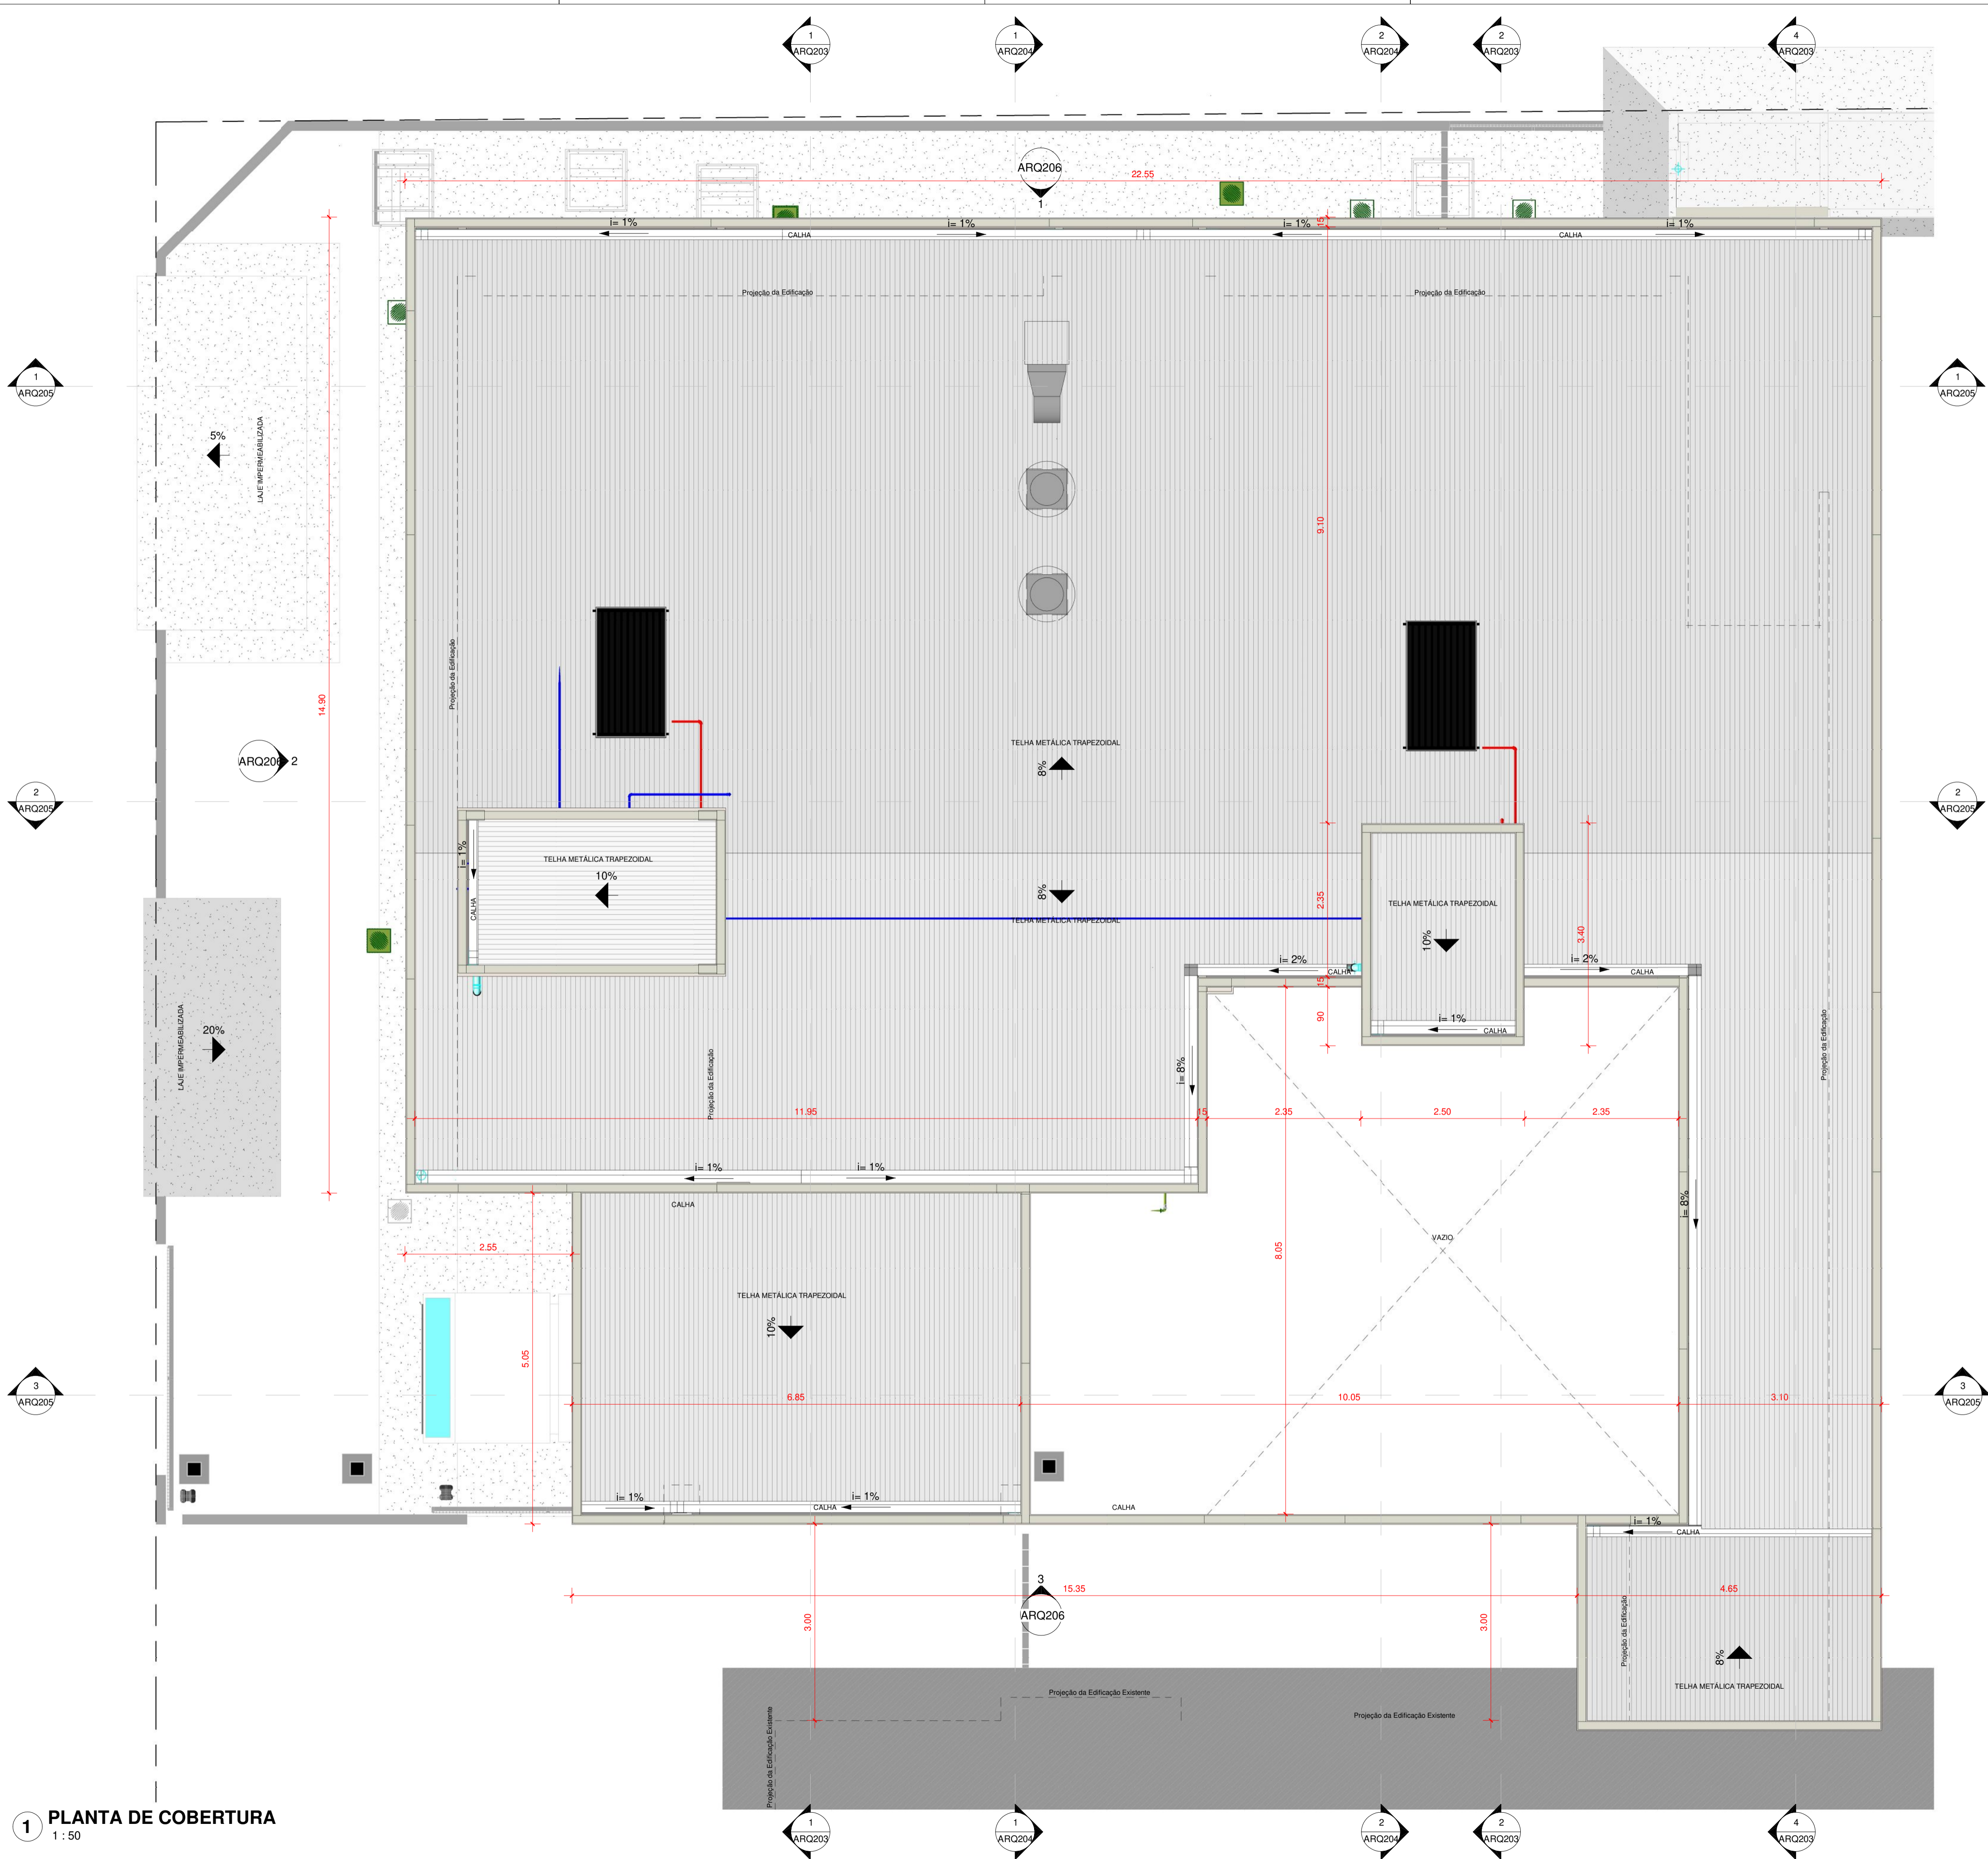 1
ARQ203
1
ARQ204
2
ARQ204
2
ARQ203
4
ARQ203
ARQ206
1
22.55
i= 1%
CALHA
i= 1%
15
i= 1%
CALHA
i= 1%
Projeção da Edificação
Projeção da Edificação
1
ARQ205
1
ARQ205
5%
LAJE IMPERMEABILIZADA
9.10
14.90
Projeção da Edificação
ARQ206
2
TELHA METÁLICA TRAPEZOIDAL
8%
2
ARQ205
2
ARQ205
i= 1%
TELHA METÁLICA TRAPEZOIDAL
10%
CALHA
8%
TELHA METÁLICA TRAPEZOIDAL
2.35
TELHA METÁLICA TRAPEZOIDAL
10%
3.40
i= 2%
CALHA
i= 2%
CALHA
15
90
i= 1%
CALHA
20%
LAJE IMPERMEABILIZADA
Projeção da Edificação
i= 8%
Projeção da Edificação
11.95
15
2.35
2.50
2.35
i= 1%
i= 1%
CALHA
i= 8%
2.55
8.05
VAZIO
TELHA METÁLICA TRAPEZOIDAL
10%
5.05
3
ARQ205
6.85
10.05
3.10
3
ARQ205
i= 1%
CALHA
i= 1%
CALHA
i= 1%
CALHA
3
ARQ206
15.35
4.65
3.00
3.00
Projeção da Edificação
8%
TELHA METÁLICA TRAPEZOIDAL
Projeção da Edificação Existente
Projeção da Edificação Existente
Projeção da Edificação Existente
1
PLANTA DE COBERTURA
1 : 50
1
ARQ203
1
ARQ204
2
ARQ204
2
ARQ203
4
ARQ203